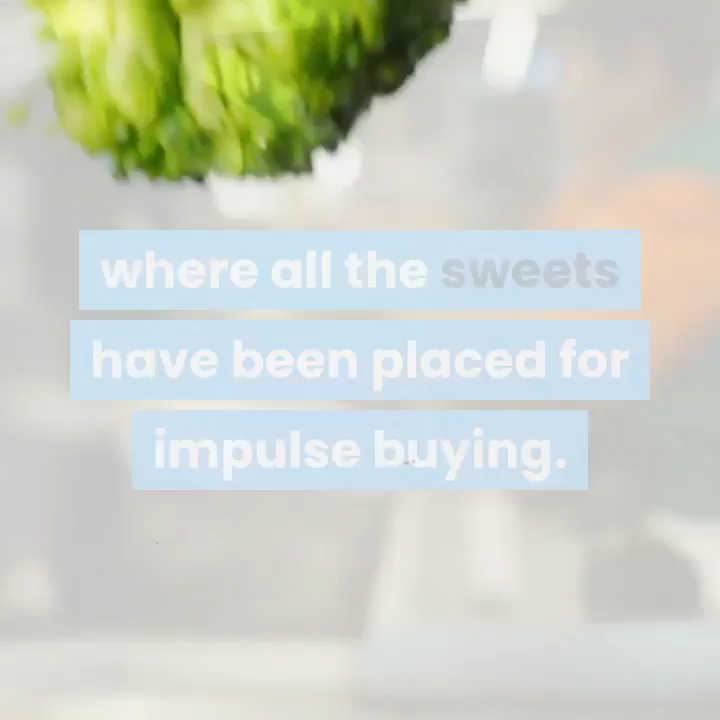 where all the sweets
have been placed for
impulse buying.